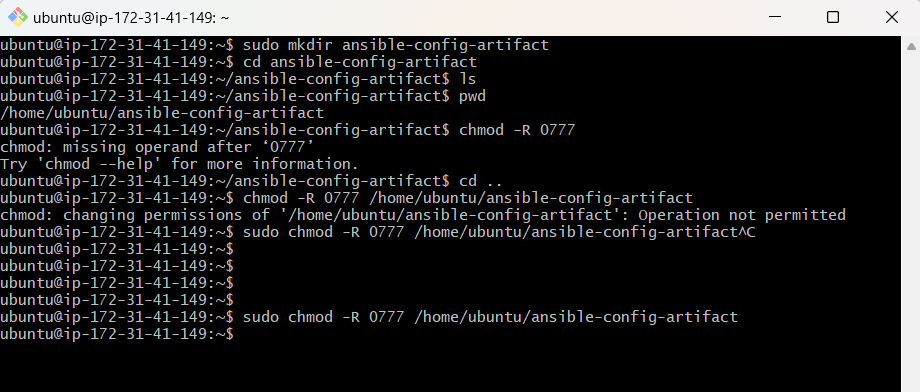 ubuntu@ip-172-31-41-149: ~
ubuntu@ip-172-31-41-149:~$ sudo mkdir ansible-config-artifact
ubuntu@ip-172-31-41-149:~$ cd ansible-config-artifact
ubuntu@ip-172-31-41-149:~/ansible-config-artifact$ ls
ubuntu@ip-172-31-41-149:~/ansible-config-artifact$ pwd
/home/ubuntu/ansible-config-artifact
ubuntu@ip-172-31-41-149:~/ansible-config-artifact$ chmod -R 0777
chmod: missing operand after ‘0777’
Try 'chmod --help' for more information.
ubuntu@ip-172-31-41-149:~/ansible-config-artifact$ cd ..
ubuntu@ip-172-31-41-149:~$ chmod -R 0777 /home/ubuntu/ansible-config-artifact
chmod: changing permissions of '/home/ubuntu/ansible-config-artifact': Operation not permitted
ubuntu@ip-172-31-41-149:~$ sudo chmod -R 0777 /home/ubuntu/ansible-config-artifact^C
ubuntu@ip-172-31-41-149:~$
ubuntu@ip-172-31-41-149:~$
ubuntu@ip-172-31-41-149:~$
ubuntu@ip-172-31-41-149:~$
ubuntu@ip-172-31-41-149:~$ sudo chmod -R 0777 /home/ubuntu/ansible-config-artifact
ubuntu@ip-172-31-41-149:~$